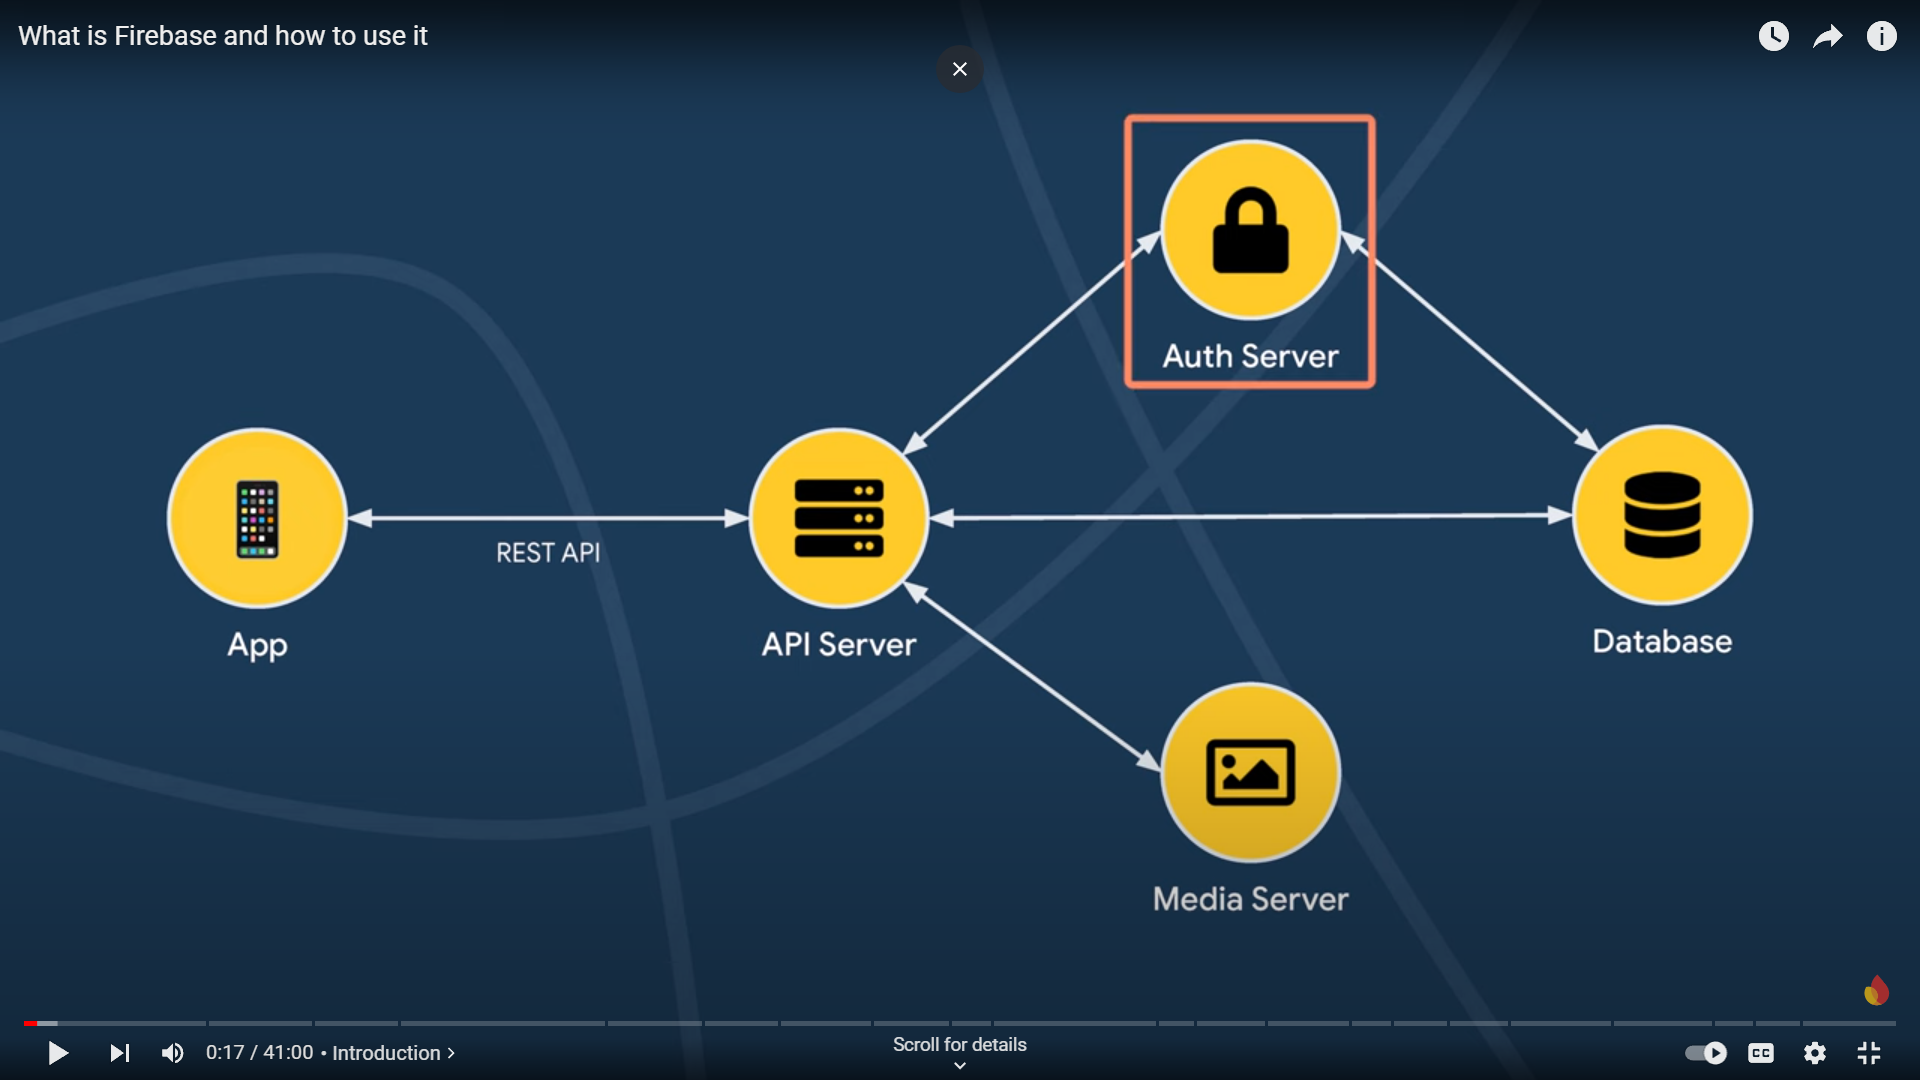 What is Firebase and how to use it
Auth Server
REST API
App
API Server
Database
Media Server
0:17 / 41:00 • Introduction
Scroll for details
CC